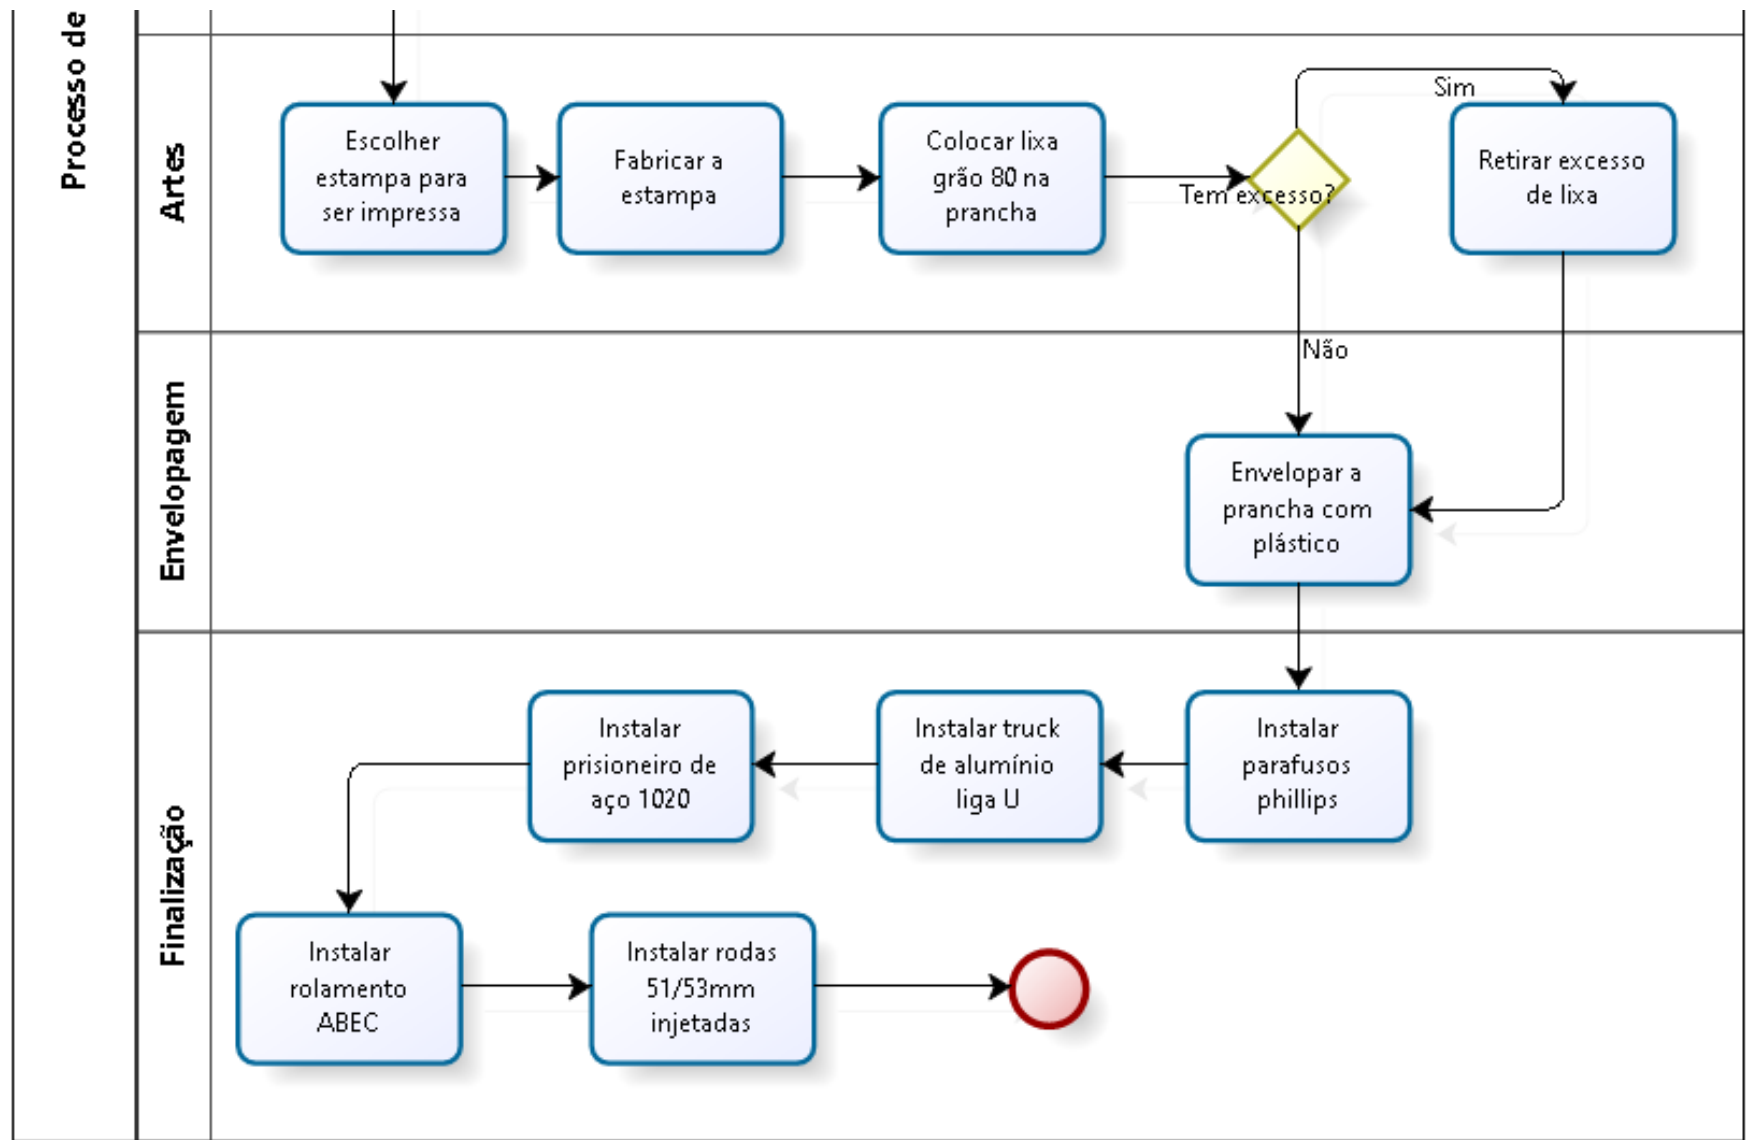 Processo de
Artes
Escolher
estampa para
ser impressa
Fabricar a
estampa
Colocar lixa
grão 80 na
prancha
Tem excesso?
Sim
Retirar excesso
de lixa
Não
Envelopagem
Envelopar a
prancha com
plástico
Finalização
Instalar
parafusos
phillips
Instalar truck
de alumínio
liga U
Instalar
prisioneiro de
aço 1020
Instalar
rolamento
ABEC
Instalar rodas
51/53mm
injetadas